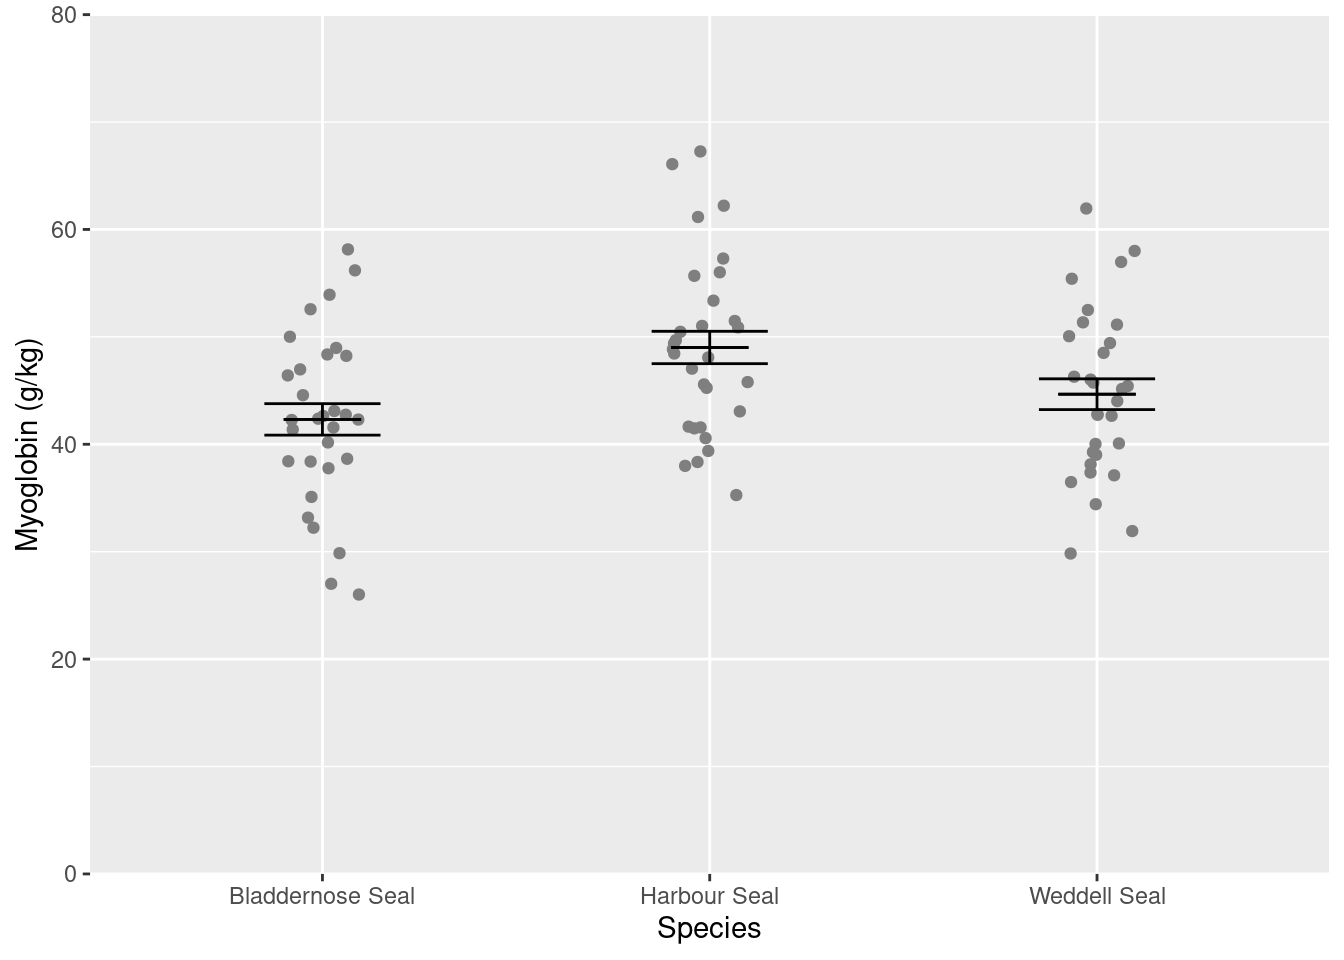 80
60
40
20
0
Myoglobin (g/kg)
Bladdernose Seal
Harbour Seal
Weddell Seal
Species